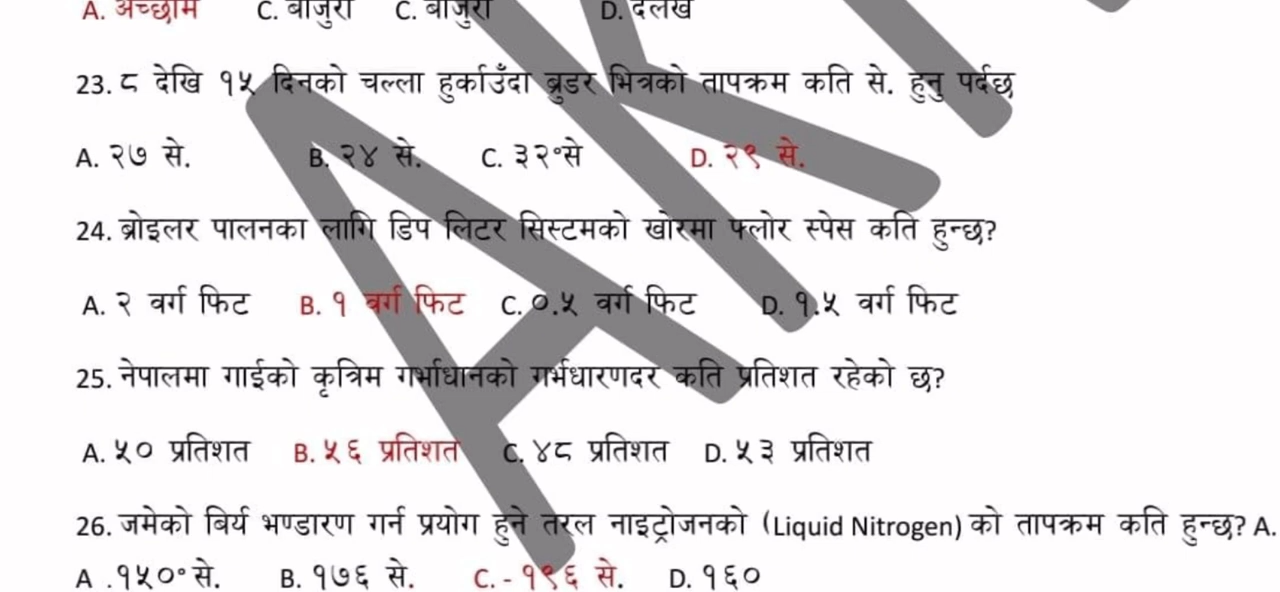 A. अच्छाम C. बाजुरा C. बाजुरा D. दैलेख
23. ८ देखि १५ दिनको चल्ला हुर्काउँदा ब्रुडर भित्रको तापक्रम कति से. हुनु पर्दछ
A. २७ से. B. २४ से. C. ३२°से D. २९ से.
24. ब्रोइलर पालनका लागि डिप लिटर सिस्टमको खोरमा फ्लोर स्पेस कति हुन्छ?
A. २ वर्ग फिट B. १ वर्ग फिट C. ०.५ वर्ग फिट D. १.५ वर्ग फिट
25. नेपालमा गाईको कृत्रिम गर्भाधानको गर्भधारणदर कति प्रतिशत रहेको छ?
A. ५० प्रतिशत B. ५६ प्रतिशत C. ४८ प्रतिशत D. ५३ प्रतिशत
26. जमेको बिर्य भण्डारण गर्न प्रयोग हुने तरल नाइट्रोजनको (Liquid Nitrogen) को तापक्रम कति हुन्छ? A.
A .१५०° से. B. १७६ से. C. - १९६ से. D. १६०